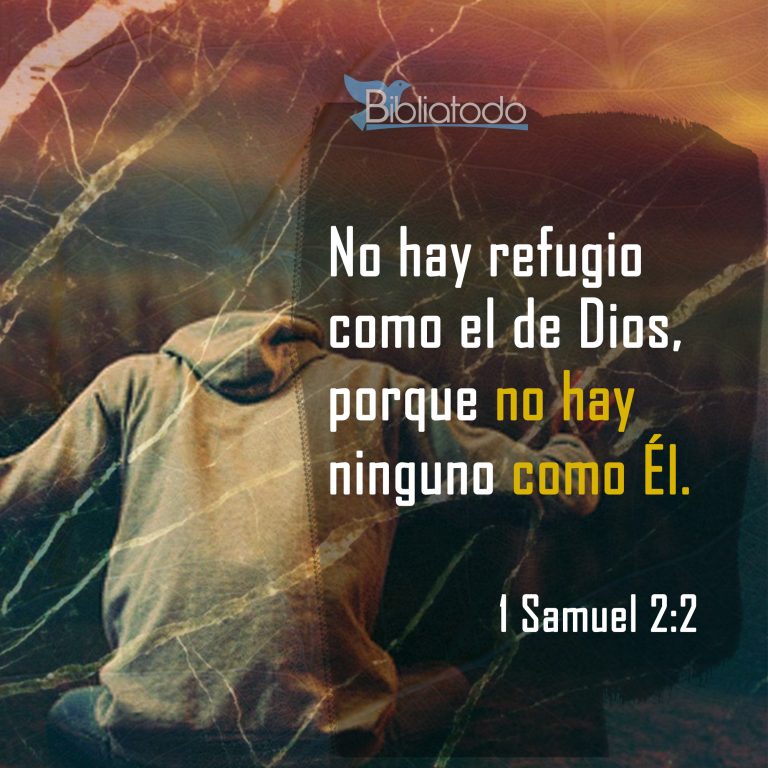 Bibliatodo
No hay refugio
como el de Dios,
porque no hay
ninguno como Él.
1 Samuel 2:2